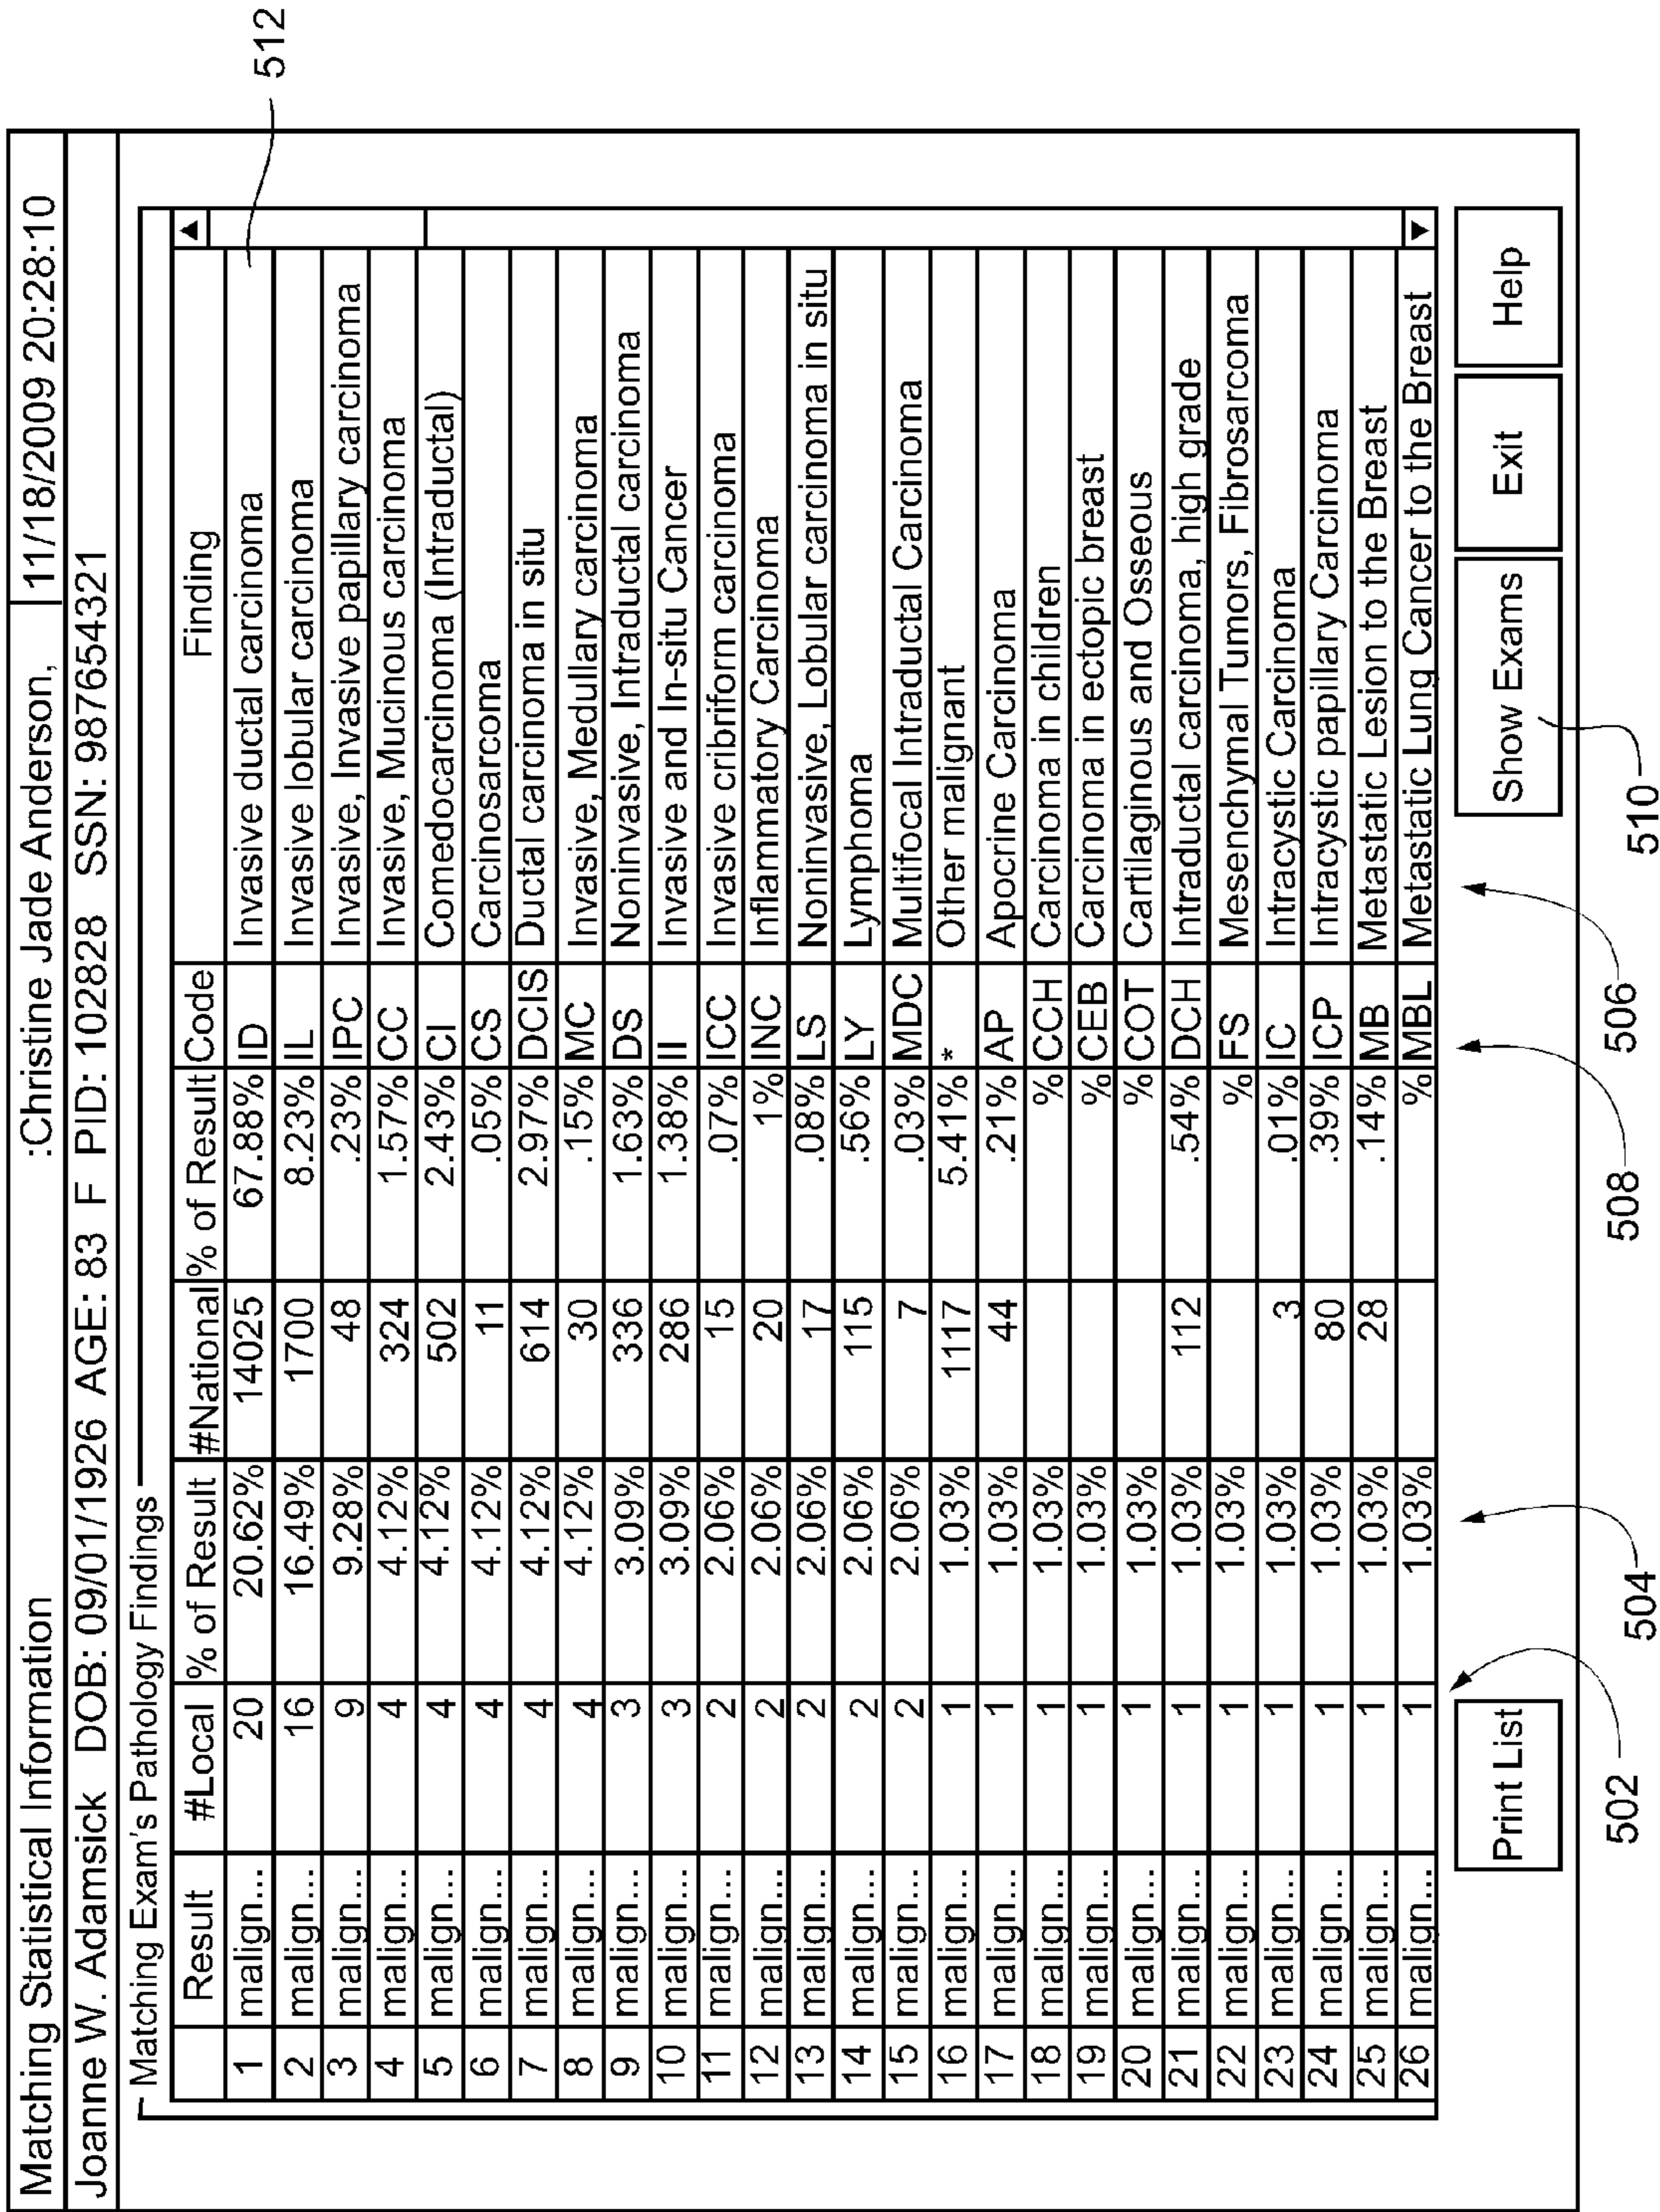 Matching Statistical Information :Christine Jade Anderson, 11/18/2009 20:28:10
Joanne W. Adamsick DOB: 09/01/1926 AGE: 83 F PID: 10828 SSN: 987654321
Matching Exam's Pathology Findings
Result #Local % of Result #National % of Result Code Finding
1 malign... 20 20.62% 14025 67.88% ID Invasive ductal carcinoma
2 malign... 16 16.49% 1700 8.23% IL Invasive lobular carcinoma
3 malign... 9 9.28% 48 .23% IPC Invasive, Invasive papillary carcinoma
4 malign... 4 4.12% 324 1.57% CC Invasive, Mucinous carcinoma
5 malign... 4 4.12% 502 2.43% CI Comedocarcinoma (Intraductal)
6 malign... 4 4.12% 11 .05% CS Carcinosarcoma
7 malign... 4 4.12% 614 2.97% DCIS Ductal carcinoma in situ
8 malign... 4 4.12% 30 .15% MC Invasive, Medullary carcinoma
9 malign... 3 3.09% 336 1.63% DS Noninvasive, Intraductal carcinoma
10 malign... 3 3.09% 286 1.38% II Invasive and In-situ Cancer
11 malign... 2 2.06% 15 .07% ICC Invasive cribriform carcinoma
12 malign... 2 2.06% 20 1% INC Inflammatory Carcinoma
13 malign... 2 2.06% 17 .08% LS Noninvasive, Lobular carcinoma in situ
14 malign... 2 2.06% 115 .56% LY Lymphoma
15 malign... 2 2.06% 7 .03% MDC Multifocal Intraductal Carcinoma
16 malign... 1 1.03% 1117 5.41% * Other malignant
17 malign... 1 1.03% 44 .21% AP Apocrine Carcinoma
18 malign... 1 1.03% % CCH Carcinoma in children
19 malign... 1 1.03% % CEB Carcinoma in ectopic breast
20 malign... 1 1.03% % COT Cartilaginous and Osseous
21 malign... 1 1.03% 112 .54% DCH Intraductal carcinoma, high grade
22 malign... 1 1.03% % FS Mesenchymal Tumors, Fibrosarcoma
23 malign... 1 1.03% 3 .01% IC Intracystic Carcinoma
24 malign... 1 1.03% 80 .39% ICP Intracystic papillary Carcinoma
25 malign... 1 1.03% 28 .14% MB Metastatic Lesion to the Breast
26 malign... 1 1.03% % MBL Metastatic Lung Cancer to the Breast
Print List Show Exams Exit Help
502 504 508 506 510
512